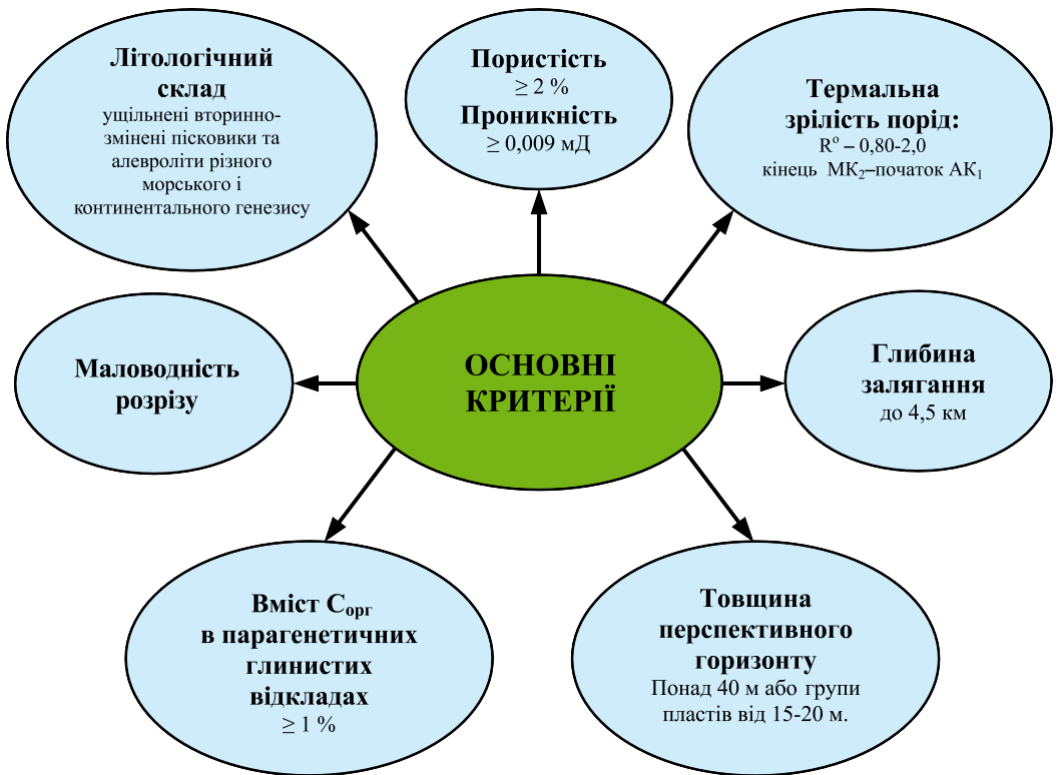 Літологічний
склад
ущільнені вторинно-
змінені пісковики та
алевроліти різного
морського і
континентального генезису
Пористість
≥ 2 %
Проникність
≥ 0,009 мД
Термальна
зрілість порід:
Rº – 0,80-2,0
кінець МК₂–початок АК₁
Маловодність
розрізу
ОСНОВНІ
КРИТЕРІЇ
Глибина
залягання
до 4,5 км
Вміст Cорг
в парагенетичних
глинистих
відкладах
≥ 1 %
Товщина
перспективного
горизонту
Понад 40 м або групи
пластів від 15-20 м.